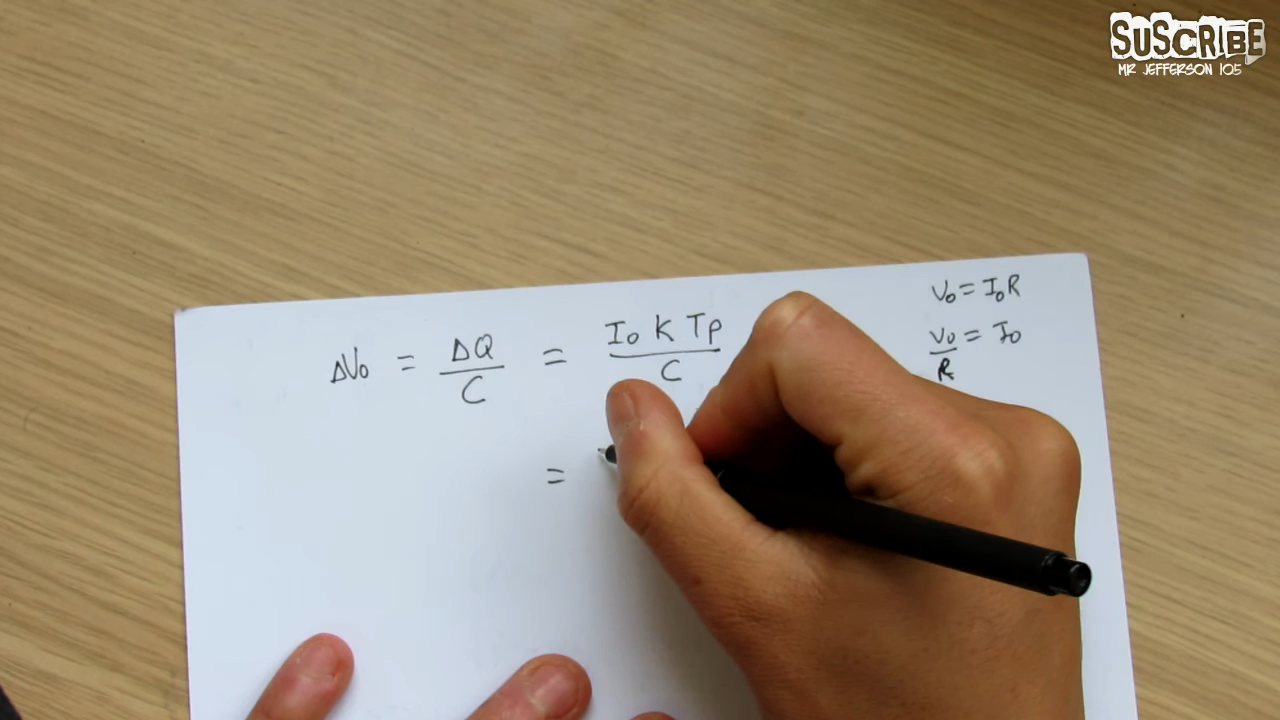 SUSCRIBE
MR JEFFERSON 105
V₀ = I₀R
V₀/R = I₀
ΔV₀ = ΔQ/C = I₀ K Tp/C
=